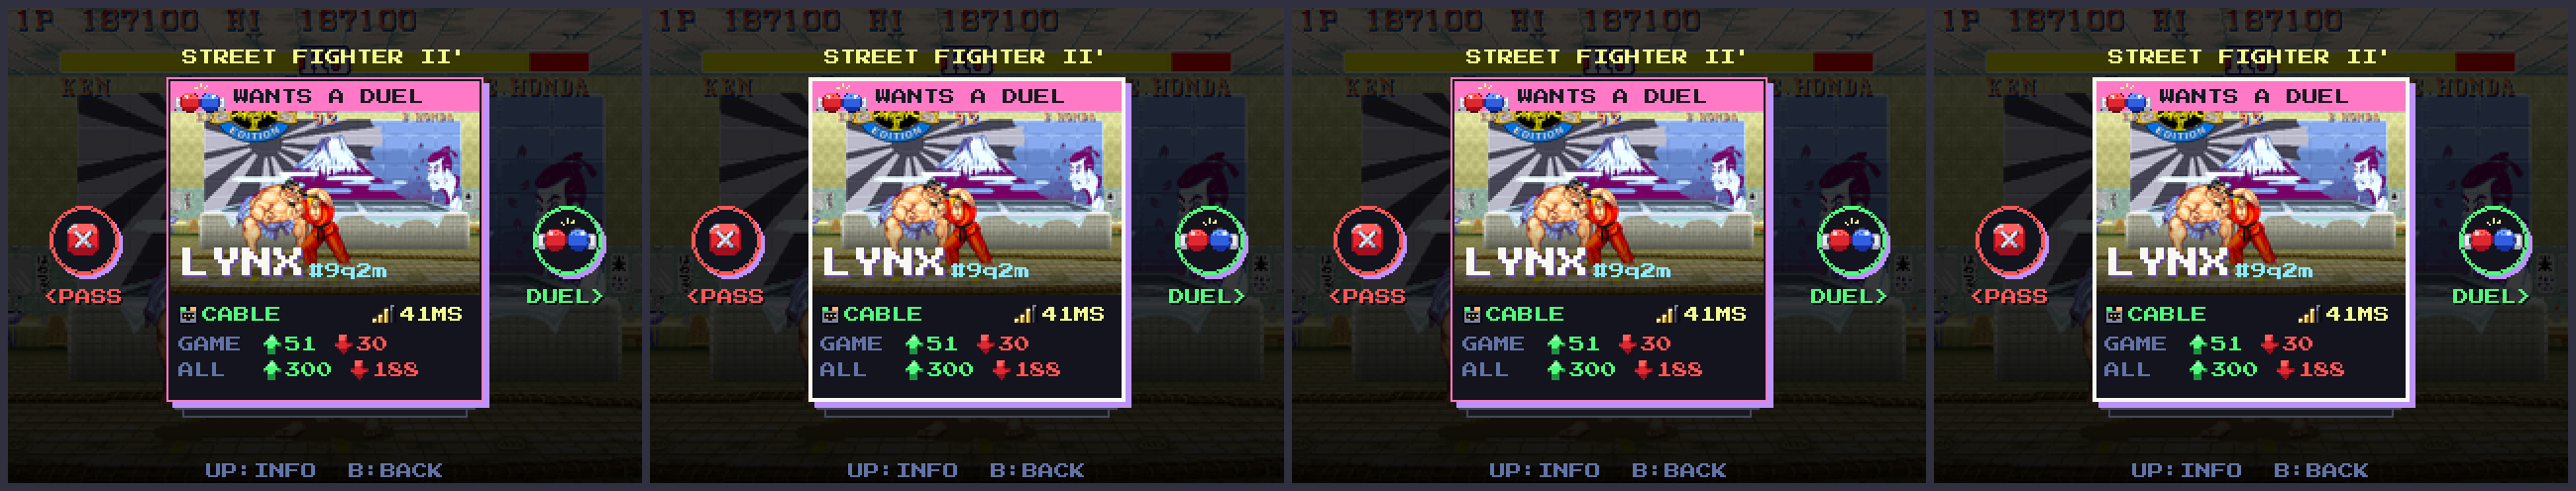 1P 187100 HI 187100
STREET FIGHTER II'
KEN E.HONDA
WANTS A DUEL
EDITION
LYNX #9q2m
<PASS DUEL>
CABLE 41MS
GAME 51 30
ALL 300 188
UP:INFO B:BACK
1P 187100 HI 187100
STREET FIGHTER II'
KEN E.HONDA
WANTS A DUEL
EDITION
LYNX #9q2m
<PASS DUEL>
CABLE 41MS
GAME 51 30
ALL 300 188
UP:INFO B:BACK
1P 187100 HI 187100
STREET FIGHTER II'
KEN E.HONDA
WANTS A DUEL
EDITION
LYNX #9q2m
<PASS DUEL>
CABLE 41MS
GAME 51 30
ALL 300 188
UP:INFO B:BACK
1P 187100 HI 187100
STREET FIGHTER II'
KEN E.HONDA
WANTS A DUEL
EDITION
LYNX #9q2m
<PASS DUEL>
CABLE 41MS
GAME 51 30
ALL 300 188
UP:INFO B:BACK